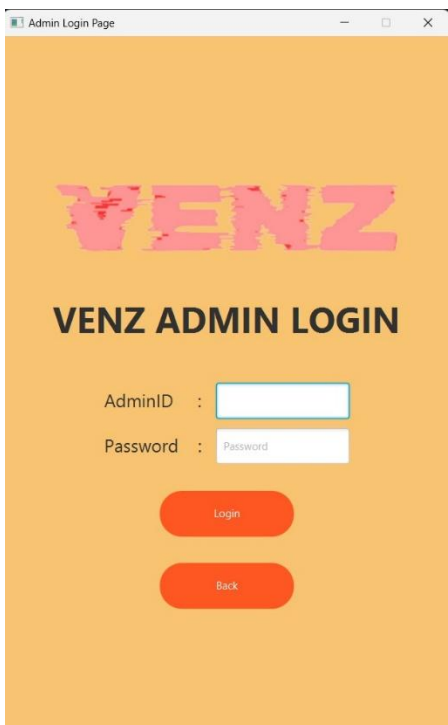 Admin Login Page
VENZ
VENZ ADMIN LOGIN
AdminID :
Password : Password
Login
Back